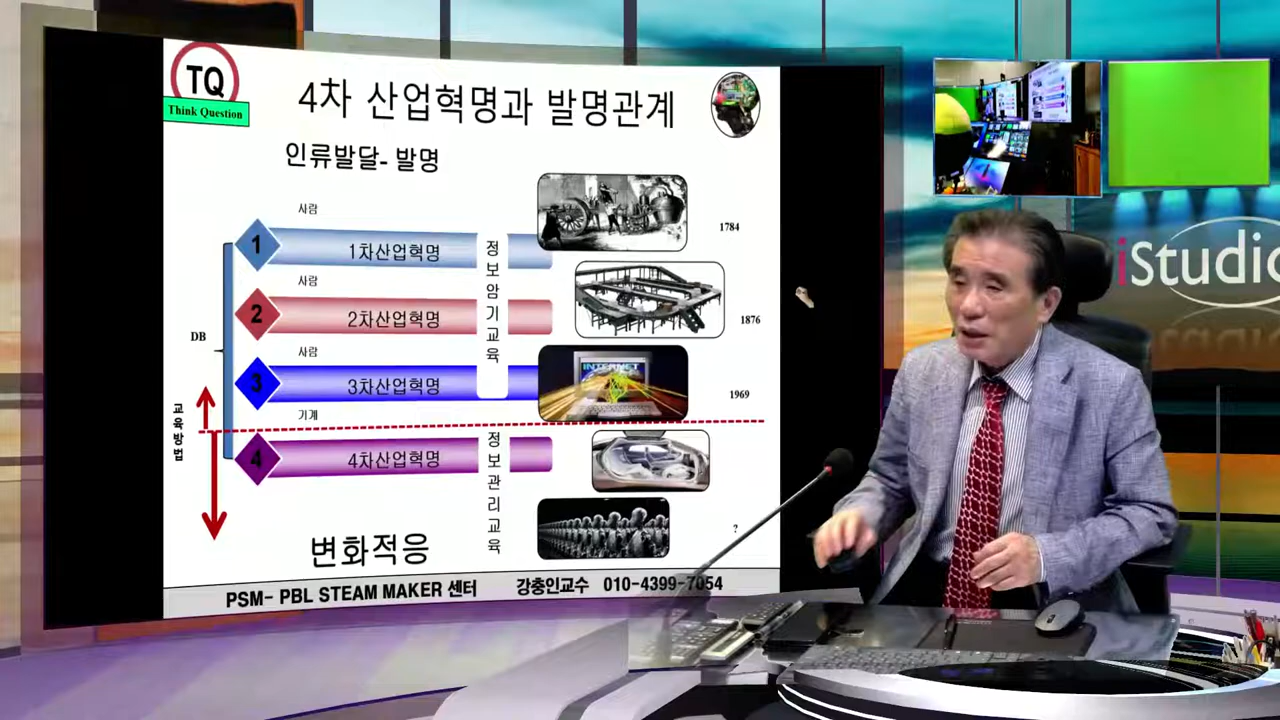 TQ
Think Question
4차 산업혁명과 발명관계
인류발달- 발명
사람
1
1차산업혁명
1784
사람
2
2차산업혁명
1876
DB
사람
3
3차산업혁명
INTERNET
1969
정보암기교육
기계
교육방법
4
4차산업혁명
정보관리교육
?
변화적응
PSM- PBL STEAM MAKER 센터 강충인교수 010-4399-7054
iStudio